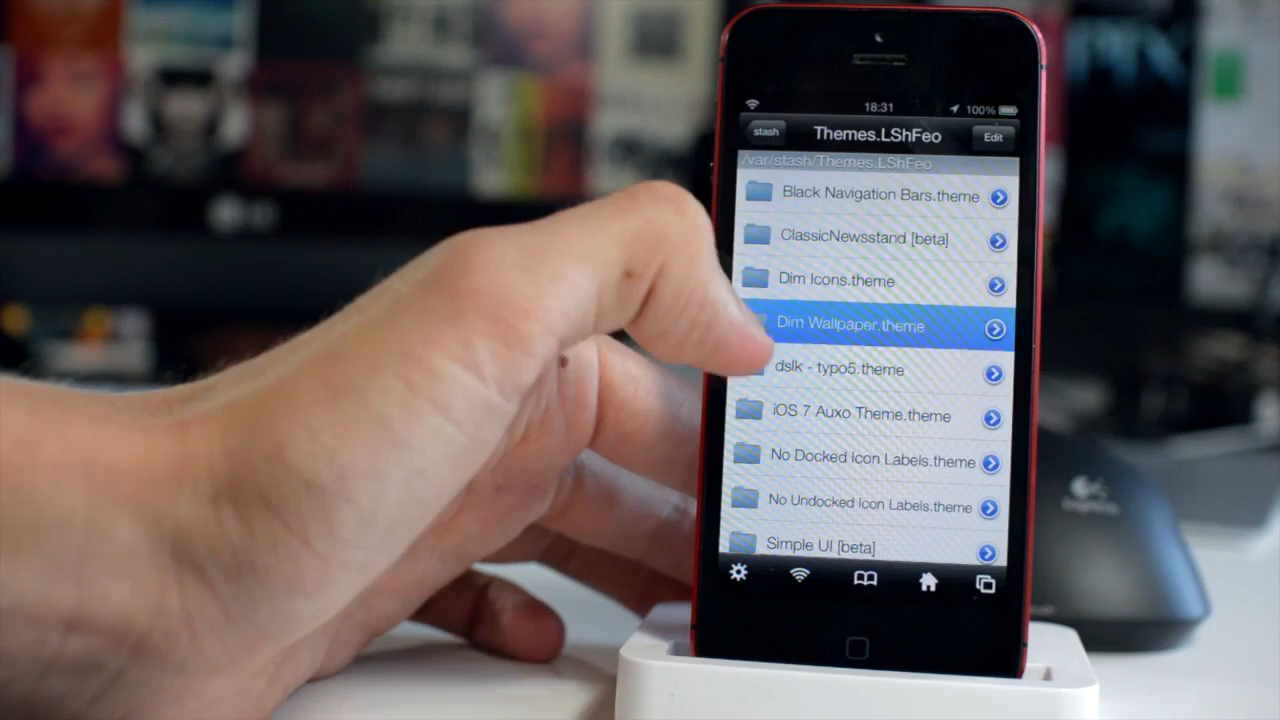 18:31
100%
stash
Themes.LShFeo
Edit
/var/stash/Themes.LShFeo
Black Navigation Bars.theme
ClassicNewsstand [beta]
Dim Icons.theme
Dim Wallpaper.theme
dslk - typo5.theme
iOS 7 Auxo Theme.theme
No Docked Icon Labels.theme
No Undocked Icon Labels.theme
Simple UI [beta]
LG
Logitech